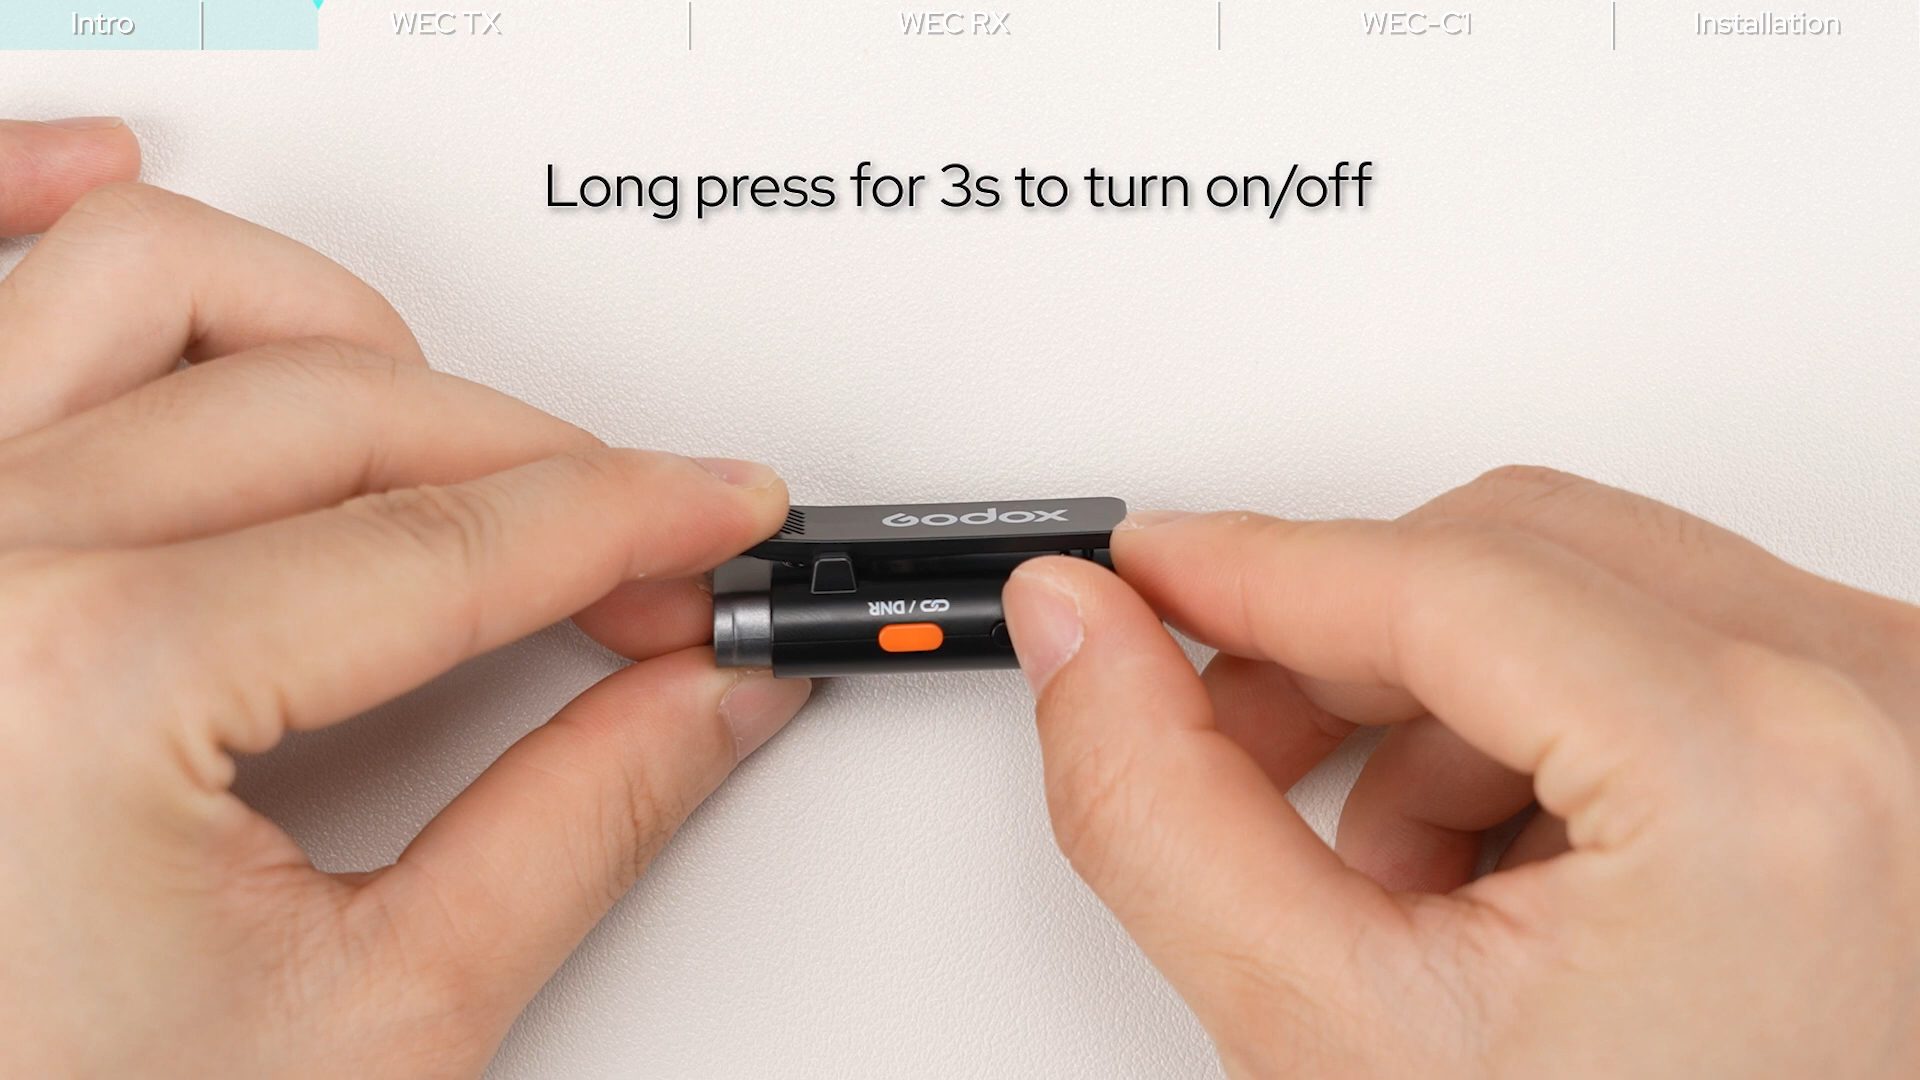 Intro
WEC TX
WEC RX
WEC-C1
Installation
Long press for 3s to turn on/off
Godox
DNR /